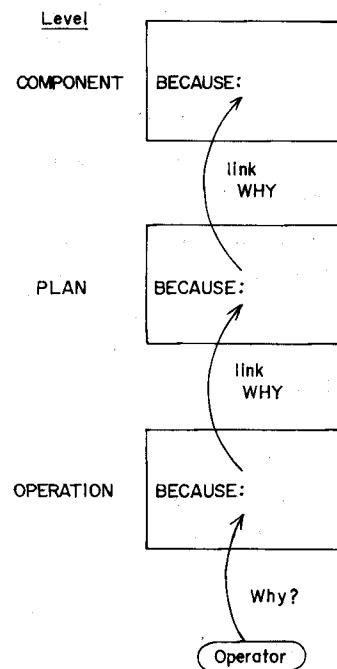 Level
COMPONENT BECAUSE:
link
WHY
PLAN BECAUSE:
link
WHY
OPERATION BECAUSE:
Why?
Operator